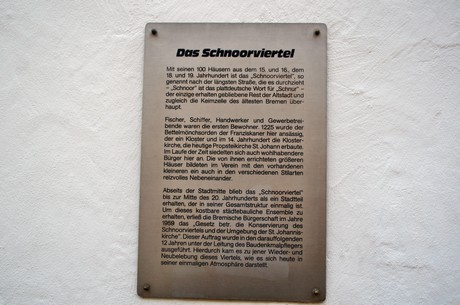 Das Schnoorviertel
Mit seinen 100 Häusern aus dem 15. und 16., dem
18. und 19. Jahrhundert ist das „Schnoorviertel“, so
genannt nach der längsten Straße, die es durchzieht
– „Schnoor“ ist das plattdeutsche Wort für „Schnur“ –
der einzige erhalten gebliebene Rest der Altstadt und
zugleich die Keimzelle des ältesten Bremen über-
haupt.
Fischer, Schiffer, Handwerker und Gewerbetrei-
bende waren die ersten Bewohner. 1225 wurde der
Bettelmönchsorden der Franziskaner hier ansässig,
der ein Kloster und im 14. Jahrhundert die Kloster-
kirche, die heutige Propsteikirche St. Johann erbaute.
Im Laufe der Zeit siedelten sich auch wohlhabendere
Bürger hier an. Die von ihnen errichteten größeren
Häuser bildeten im Verein mit den vorhandenen
kleineren ein auch in den verschiedenen Stilarten
reizvolles Nebeneinander.
Abseits der Stadtmitte blieb das „Schnoorviertel“
bis zur Mitte des 20. Jahrhunderts als ein Stadtteil
erhalten, der in seiner Gesamtstruktur einmalig ist.
Um dieses kostbare städtebauliche Ensemble zu
erhalten, erließ die Bremische Bürgerschaft im Jahre
1959 das „Gesetz betr. die Konservierung des
Schnoorviertels und der Umgebung der St. Johannis-
kirche“. Dieser Auftrag wurde in den darauffolgenden
12 Jahren unter der Leitung des Baudenkmalpflegers
ausgeführt. Hierdurch kam es zu jener Wieder- und
Neubelebung dieses Viertels, wie es sich heute in
seiner einmaligen Atmosphäre darstellt.